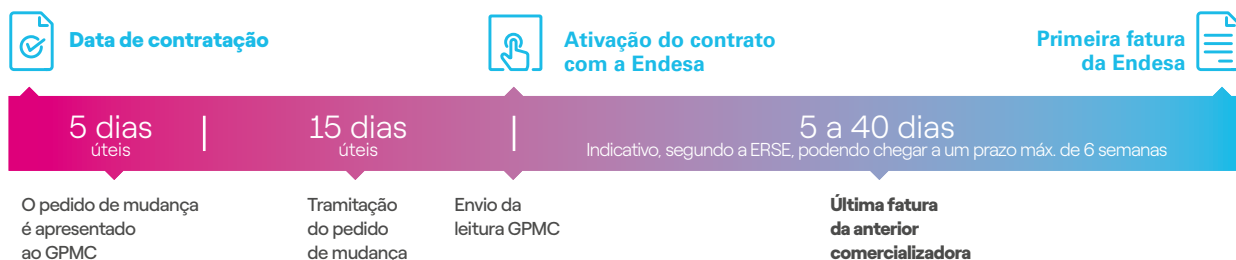 Data de contratação
Ativação do contrato
com a Endesa
Primeira fatura
da Endesa
5 dias
úteis
15 dias
úteis
5 a 40 dias
Indicativo, segundo a ERSE, podendo chegar a um prazo máx. de 6 semanas
O pedido de mudança
é apresentado
ao GPMC
Tramitação
do pedido
de mudança
Envio da
leitura GPMC
Última fatura
da anterior
comercializadora